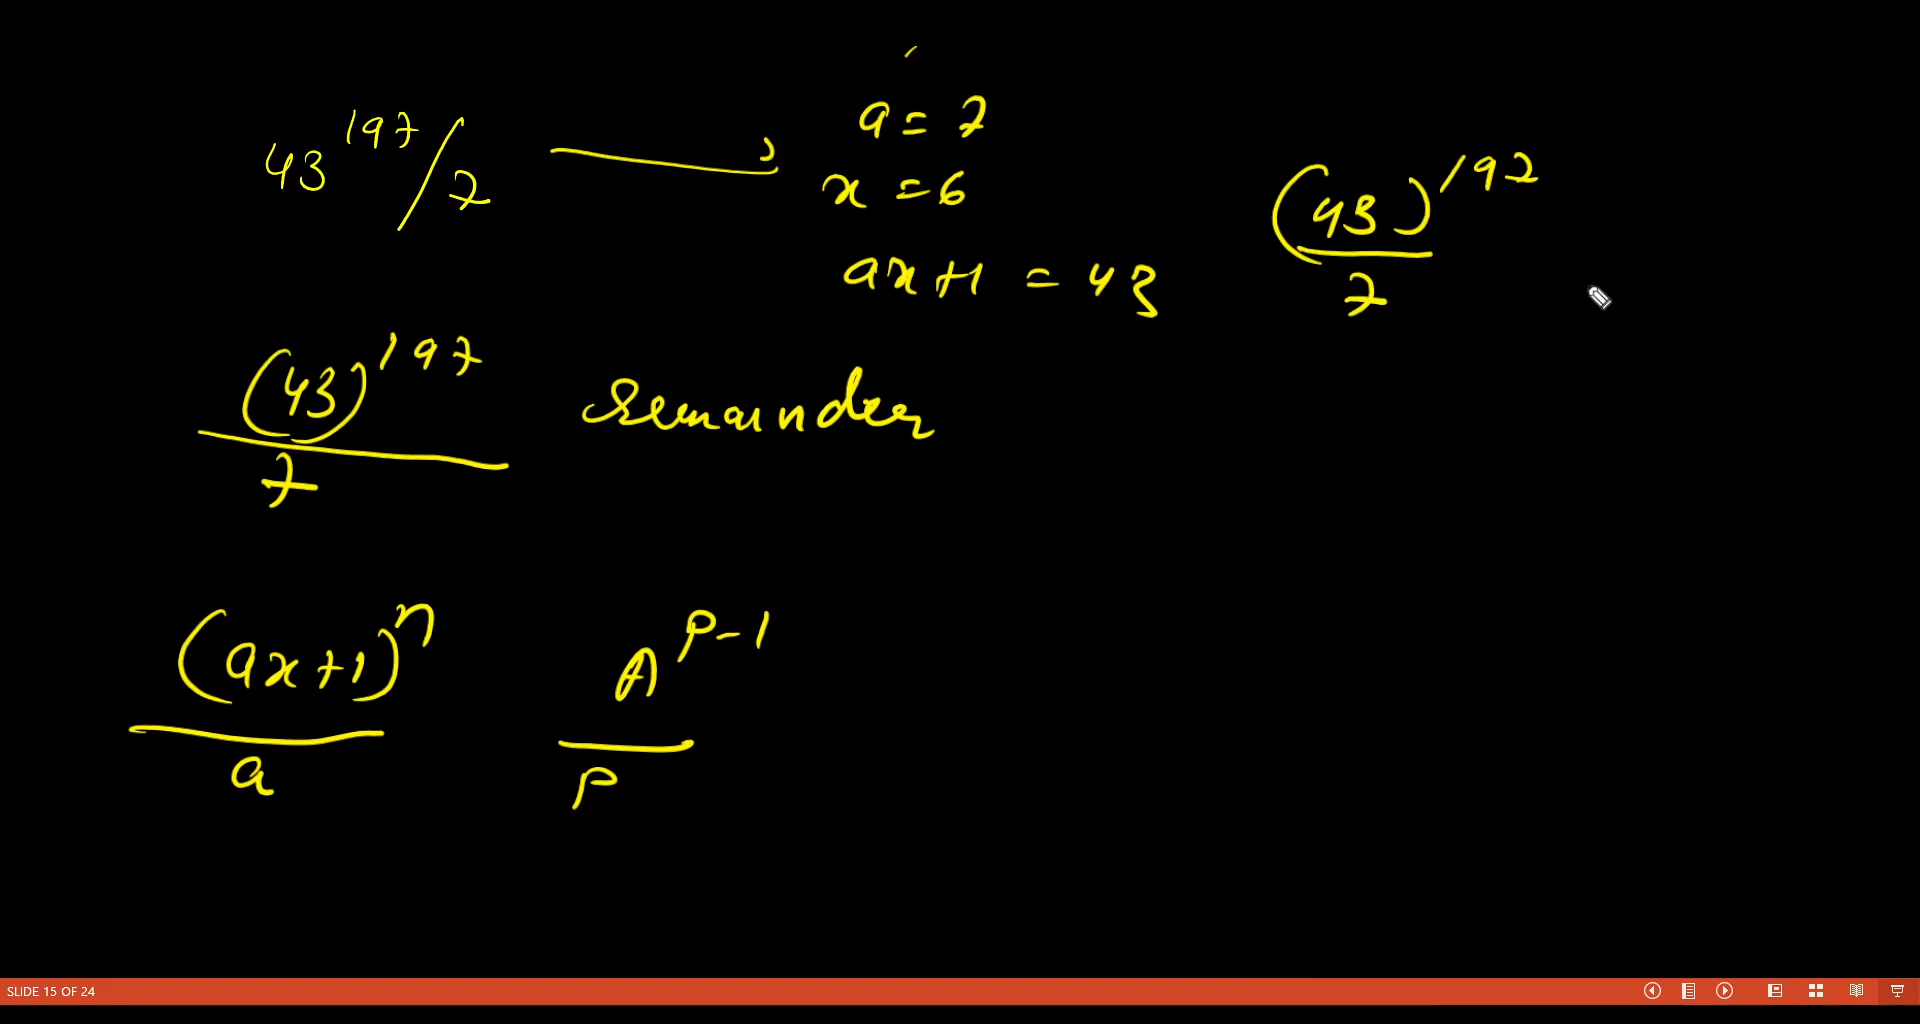 43^197/7
a = 7
x = 6
ax+1 = 43
(43)^197
7
(43)^197
7
remainder
(ax+1)^n
a
A^P-1
P
SLIDE 15 OF 24